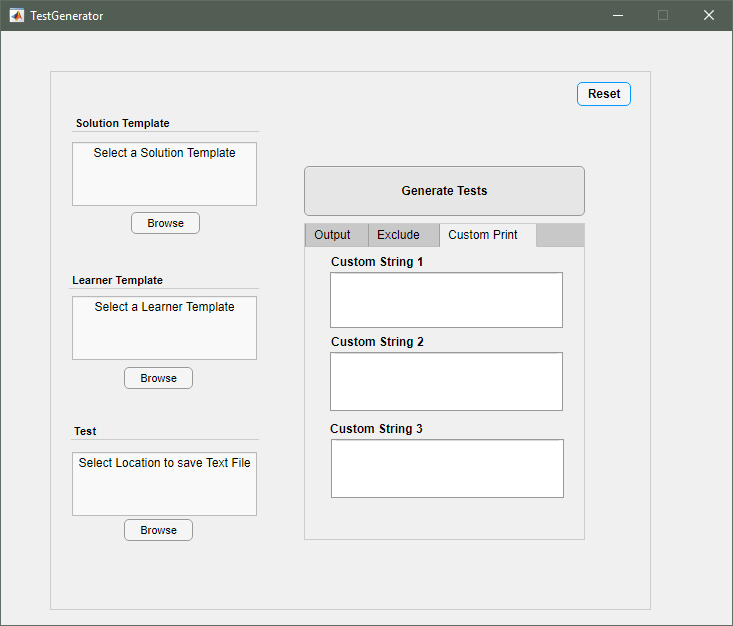 TestGenerator
Reset
Solution Template
Select a Solution Template
Browse
Learner Template
Select a Learner Template
Browse
Test
Select Location to save Text File
Browse
Generate Tests
Output Exclude Custom Print
Custom String 1
Custom String 2
Custom String 3